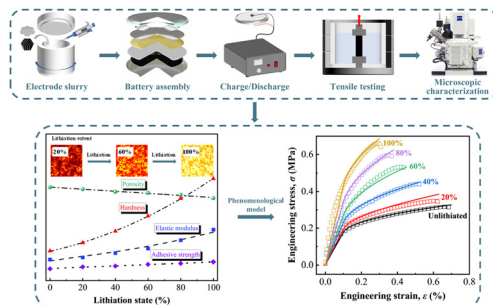 Electrode slurry
Battery assembly
Charge/Discharge
Tensile testing
Microscopic
characterization
Lithiation extent
20%
Lithiation
60%
Lithiation
100%
Porosity
Hardness
Elastic modulus
Adhesive strength
0 20 40 60 80 100
Lithiation state (%)
Phenomenological
model
Engineering stress, σ (MPa)
0.6
0.4
0.2
0.0
100%
80%
60%
40%
20%
Unlithiated
0.0 0.2 0.4 0.6 0.8
Engineering strain, ε (%)